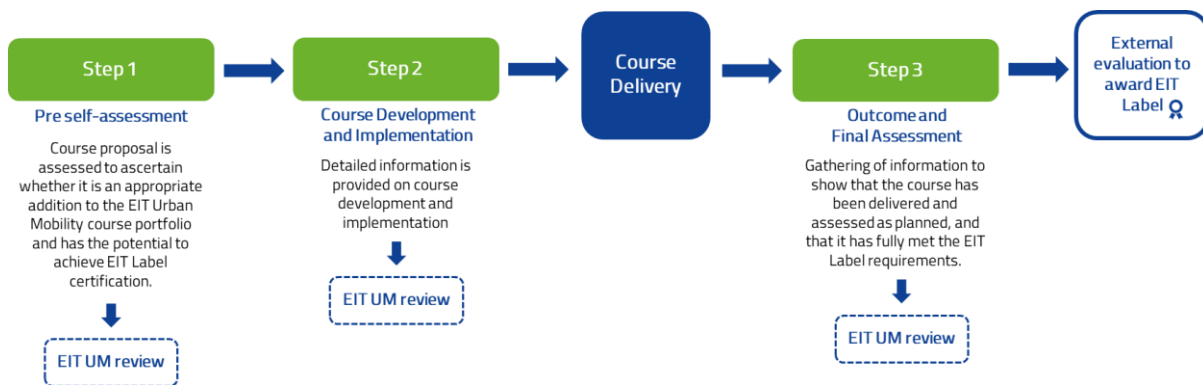 Step 1
Pre self-assessment
Course proposal is
assessed to ascertain
whether it is an appropriate
addition to the EIT Urban
Mobility course portfolio
and has the potential to
achieve EIT Label
certification.
EIT UM review
Step 2
Course Development
and Implementation
Detailed information is
provided on course
development and
implementation
EIT UM review
Course
Delivery
Step 3
Outcome and
Final Assessment
Gathering of information to
show that the course has
been delivered and
assessed as planned, and
that it has fully met the EIT
Label requirements.
EIT UM review
External
evaluation to
award EIT
Label